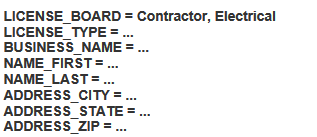 LICENSE_BOARD = Contractor, Electrical
LICENSE_TYPE = ...
BUSINESS_NAME = ...
NAME_FIRST = ...
NAME_LAST = ...
ADDRESS_CITY = ...
ADDRESS_STATE = ...
ADDRESS_ZIP = ...